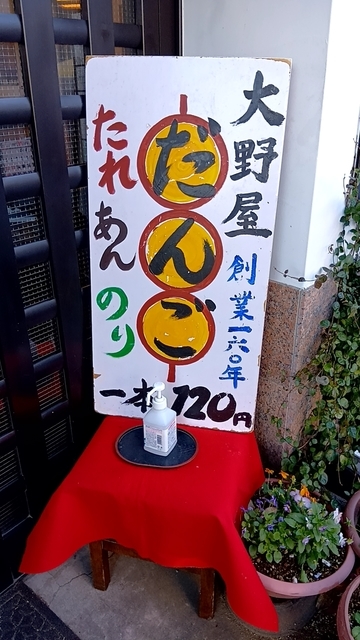 大野屋
創業一六〇年
だんご
たれ
あん
のり
一本120円